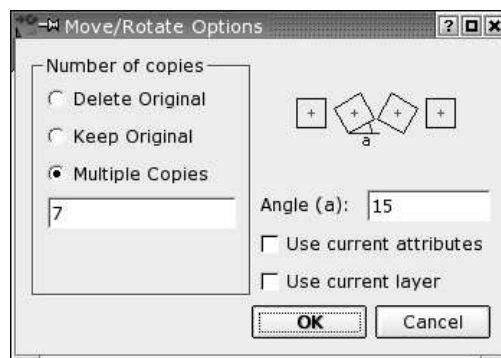 Move/Rotate Options
Number of copies
Delete Original
Keep Original
Multiple Copies
7
a
Angle (a): 15
Use current attributes
Use current layer
OK Cancel